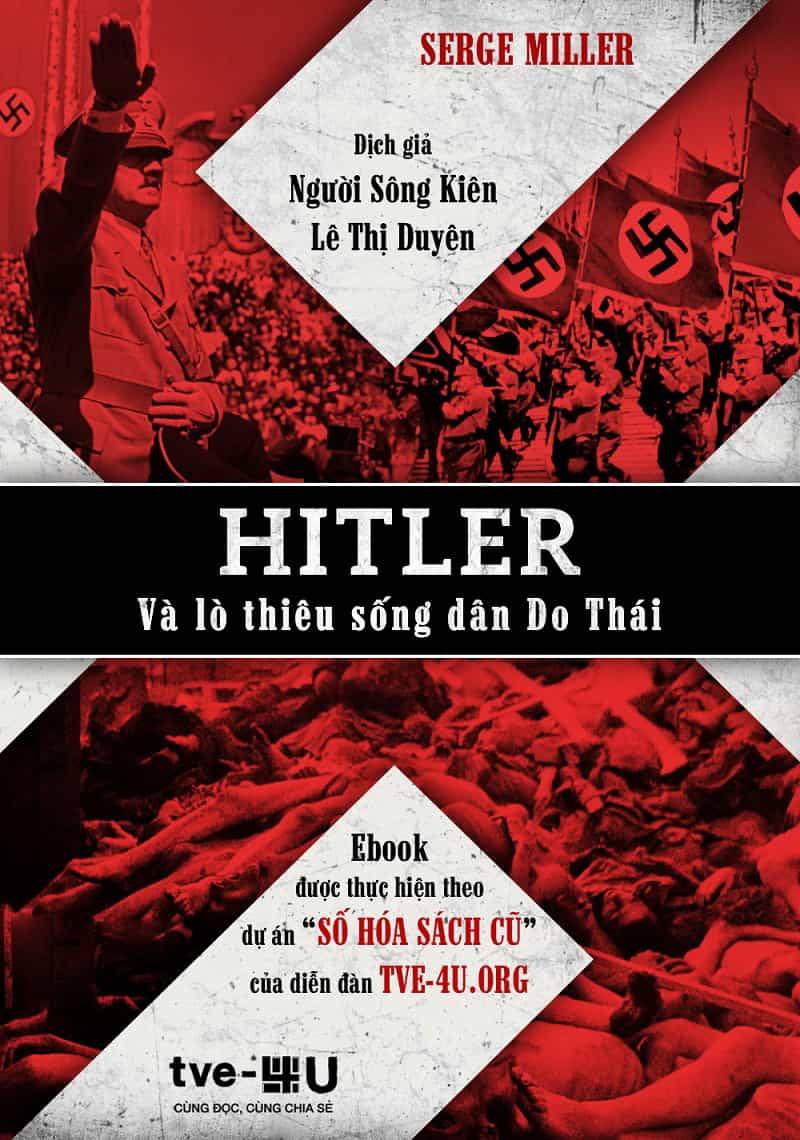 SERGE MILLER
Dịch giả
Người Sông Kiên
Lê Thị Duyên
HITLER
Và lò thiêu sống dân Do Thái
Ebook
được thực hiện theo
dự án “SỐ HÓA SÁCH CŨ”
của diễn đàn TVE-4U.ORG
tve-4U
CÙNG ĐỌC, CÙNG CHIA SẺ